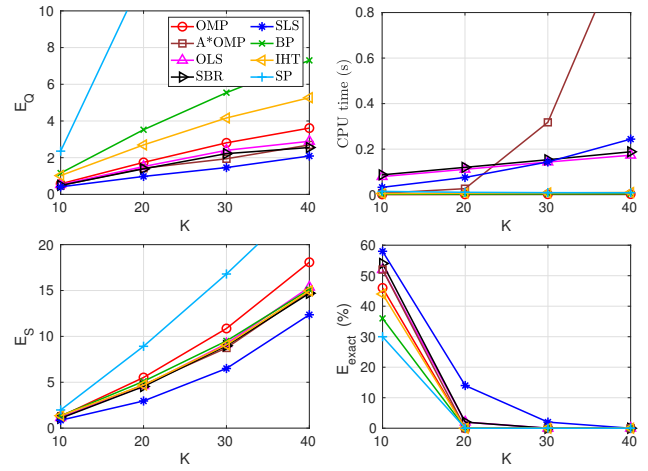 10
8
6
4
2
0
E_Q
10 20 30 40
K
OMP SLS
A*OMP BP
OLS IHT
SBR SP
0.8
0.6
0.4
0.2
0
CPU time (s)
10 20 30 40
K
20
15
10
5
0
E_S
10 20 30 40
K
60
50
40
30
20
10
0
E_exact (%)
10 20 30 40
K